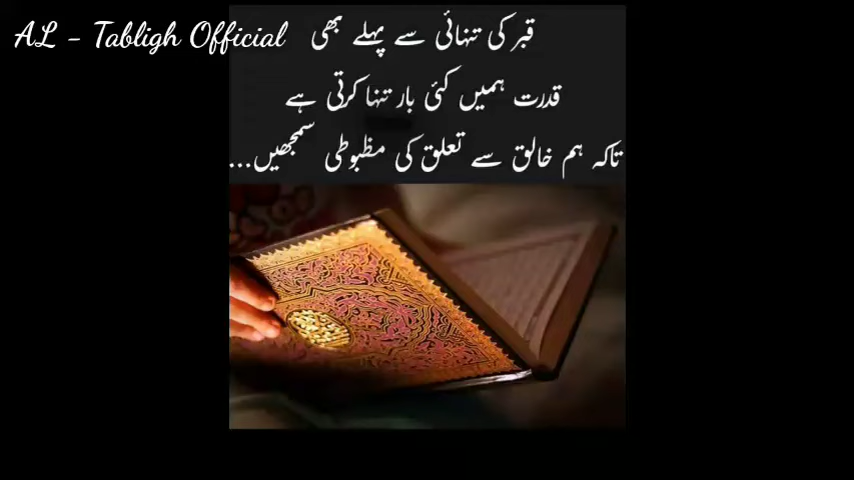 AL - Tabligh Official
قبر کی تنہائی سے پہلے بھی
قدرت ہمیں کئی بار تنہا کرتی ہے
تاکہ ہم خالق سے تعلق کی مظبوطی سمجھیں...